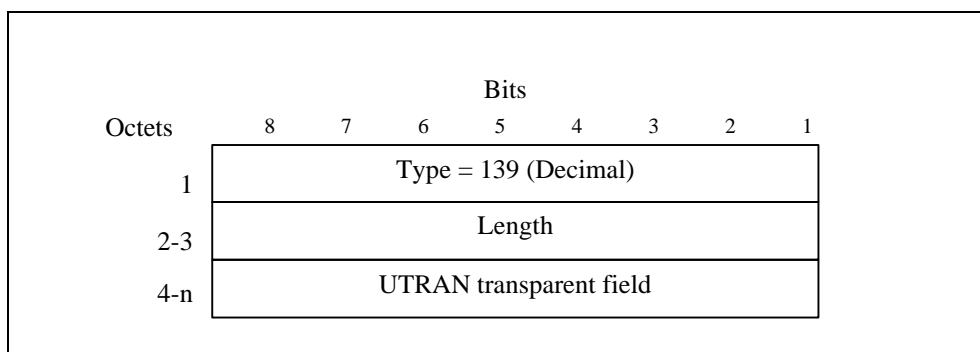 Bits
Octets 8 7 6 5 4 3 2 1
1 Type = 139 (Decimal)
2-3 Length
4-n UTRAN transparent field